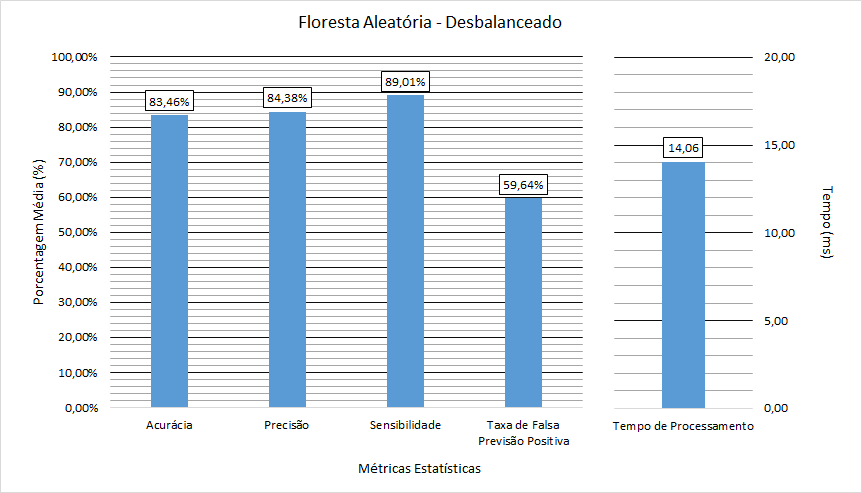 Floresta Aleatória - Desbalanceado
Porcentagem Média (%)
100,00%
90,00%
80,00%
70,00%
60,00%
50,00%
40,00%
30,00%
20,00%
10,00%
0,00%
83,46%
84,38%
89,01%
59,64%
14,06
20,00
15,00
10,00
5,00
0,00
Tempo (ms)
Acurácia
Precisão
Sensibilidade
Taxa de Falsa
Previsão Positiva
Tempo de Processamento
Métricas Estatísticas